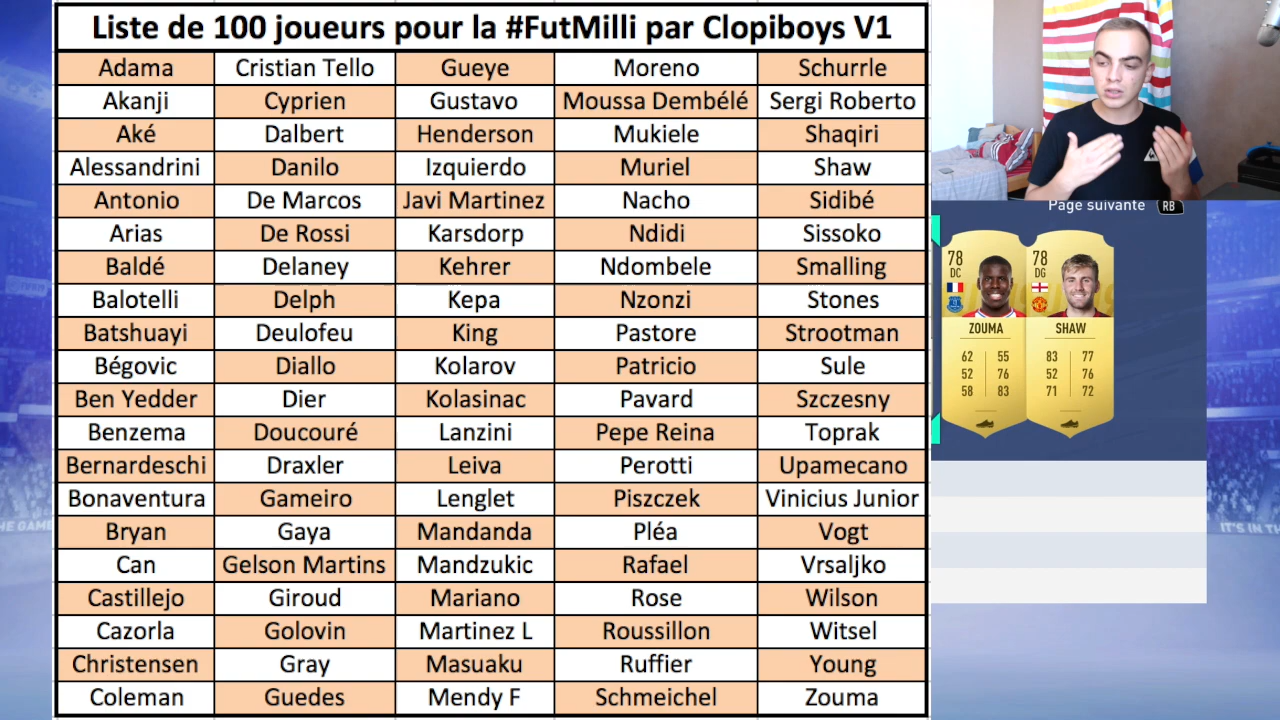 Liste de 100 joueurs pour la #FutMilli par Clopiboys V1
Adama Cristian Tello Gueye Moreno Schurrle
Akanji Cyprien Gustavo Moussa Dembélé Sergi Roberto
Aké Dalbert Henderson Mukiele Shaqiri
Alessandrini Danilo Izquierdo Muriel Shaw
Antonio De Marcos Javi Martinez Nacho Sidibé
Arias De Rossi Karsdorp Ndidi Sissoko
Baldé Delaney Kehrer Ndombele Smalling
Balotelli Delph Kepa Nzonzi Stones
Batshuayi Deulofeu King Pastore Strootman
Bégovic Diallo Kolarov Patricio Sule
Ben Yedder Dier Kolasinac Pavard Szczesny
Benzema Doucouré Lanzini Pepe Reina Toprak
Bernardeschi Draxler Leiva Perotti Upamecano
Bonaventura Gameiro Lenglet Piszczek Vinicius Junior
Bryan Gaya Mandanda Pléa Vogt
Can Gelson Martins Mandzukic Rafael Vrsaljko
Castillejo Giroud Mariano Rose Wilson
Cazorla Golovin Martinez L Roussillon Witsel
Christensen Gray Masuaku Ruffier Young
Coleman Guedes Mendy F Schmeichel Zouma
Page suivante RB
78 78
DC DG
ZOUMA SHAW
62 55 83 77
52 76 52 76
58 83 71 72
HE GAME
IT'S IN TH